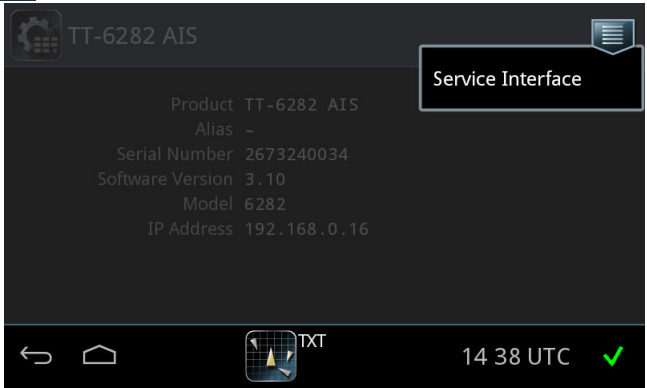 TT-6282 AIS
Service Interface
Product TT-6282 AIS
Alias –
Serial Number 2673240034
Software Version 3.10
Model 6282
IP Address 192.168.0.16
TXT
14 38 UTC